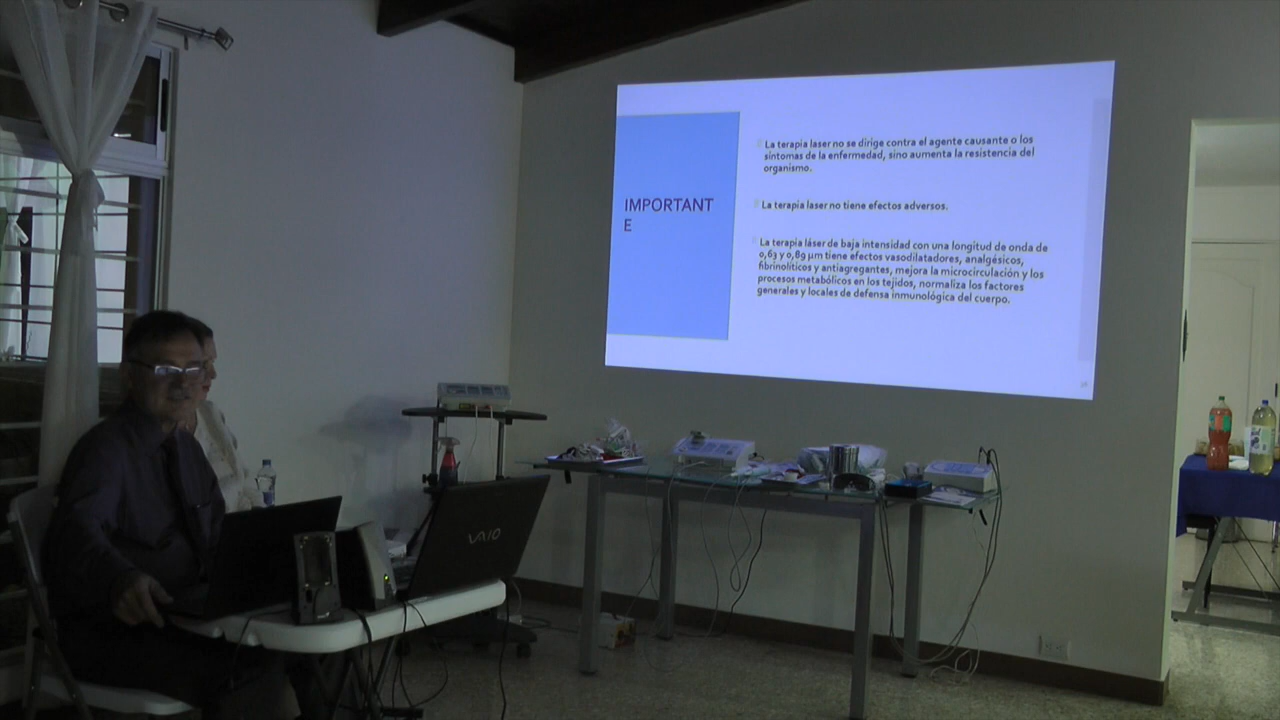 IMPORTANT
E
La terapia laser no se dirige contra el agente causante o los
síntomas de la enfermedad, sino aumenta la resistencia del
organismo.
La terapia laser no tiene efectos adversos.
La terapia láser de baja intensidad con una longitud de onda de
0,63 y 0,89 µm tiene efectos vasodilatadores, analgésicos,
fibrinolíticos y antiagregantes, mejora la microcirculación y los
procesos metabólicos en los tejidos, normaliza los factores
generales y locales de defensa inmunológica del cuerpo.
VAIO